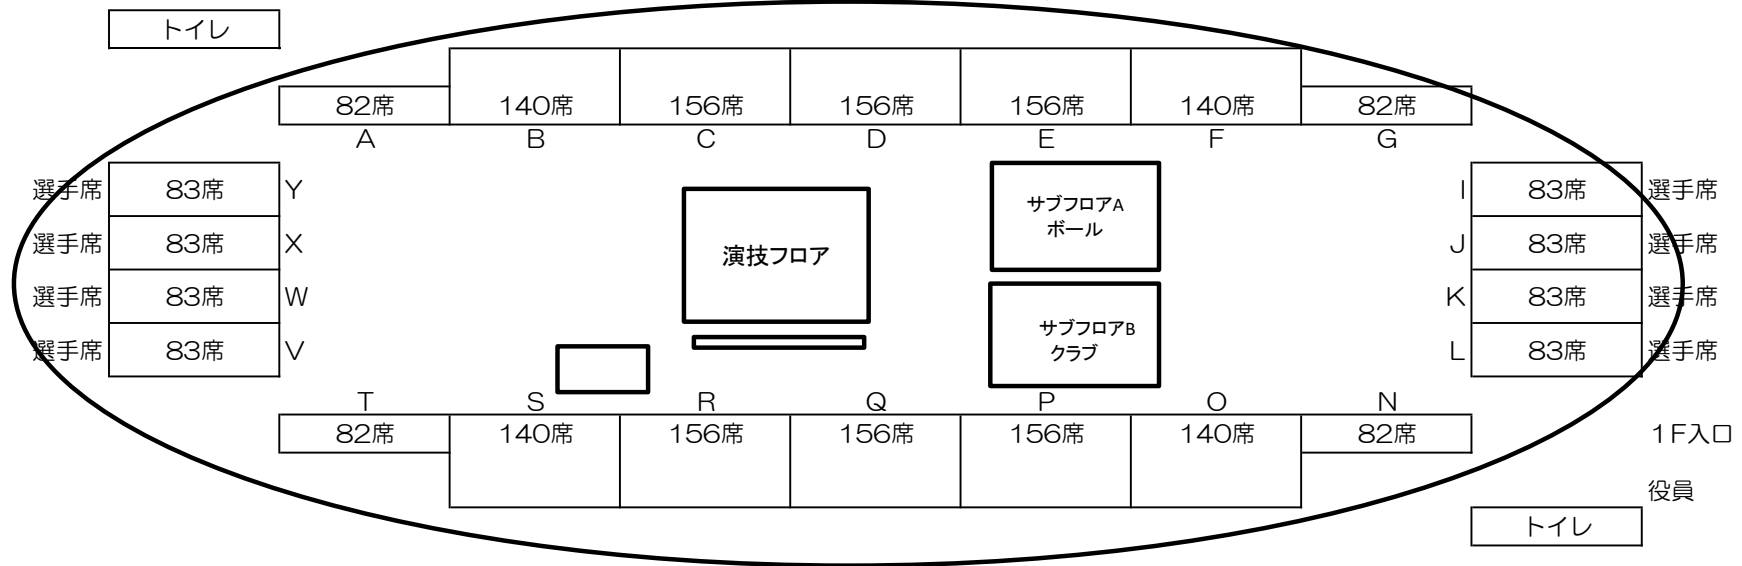 トイレ
82席 140席 156席 156席 156席 140席 82席
A B C D E F G
選手席 83席 Y I 83席 選手席
サブフロアA
ボール
選手席 83席 X 演技フロア J 83席 選手席
選手席 83席 W K 83席 選手席
サブフロアB
クラブ
選手席 83席 V L 83席 選手席
T S R Q P O N
82席 140席 156席 156席 156席 140席 82席 1F入口
役員
トイレ